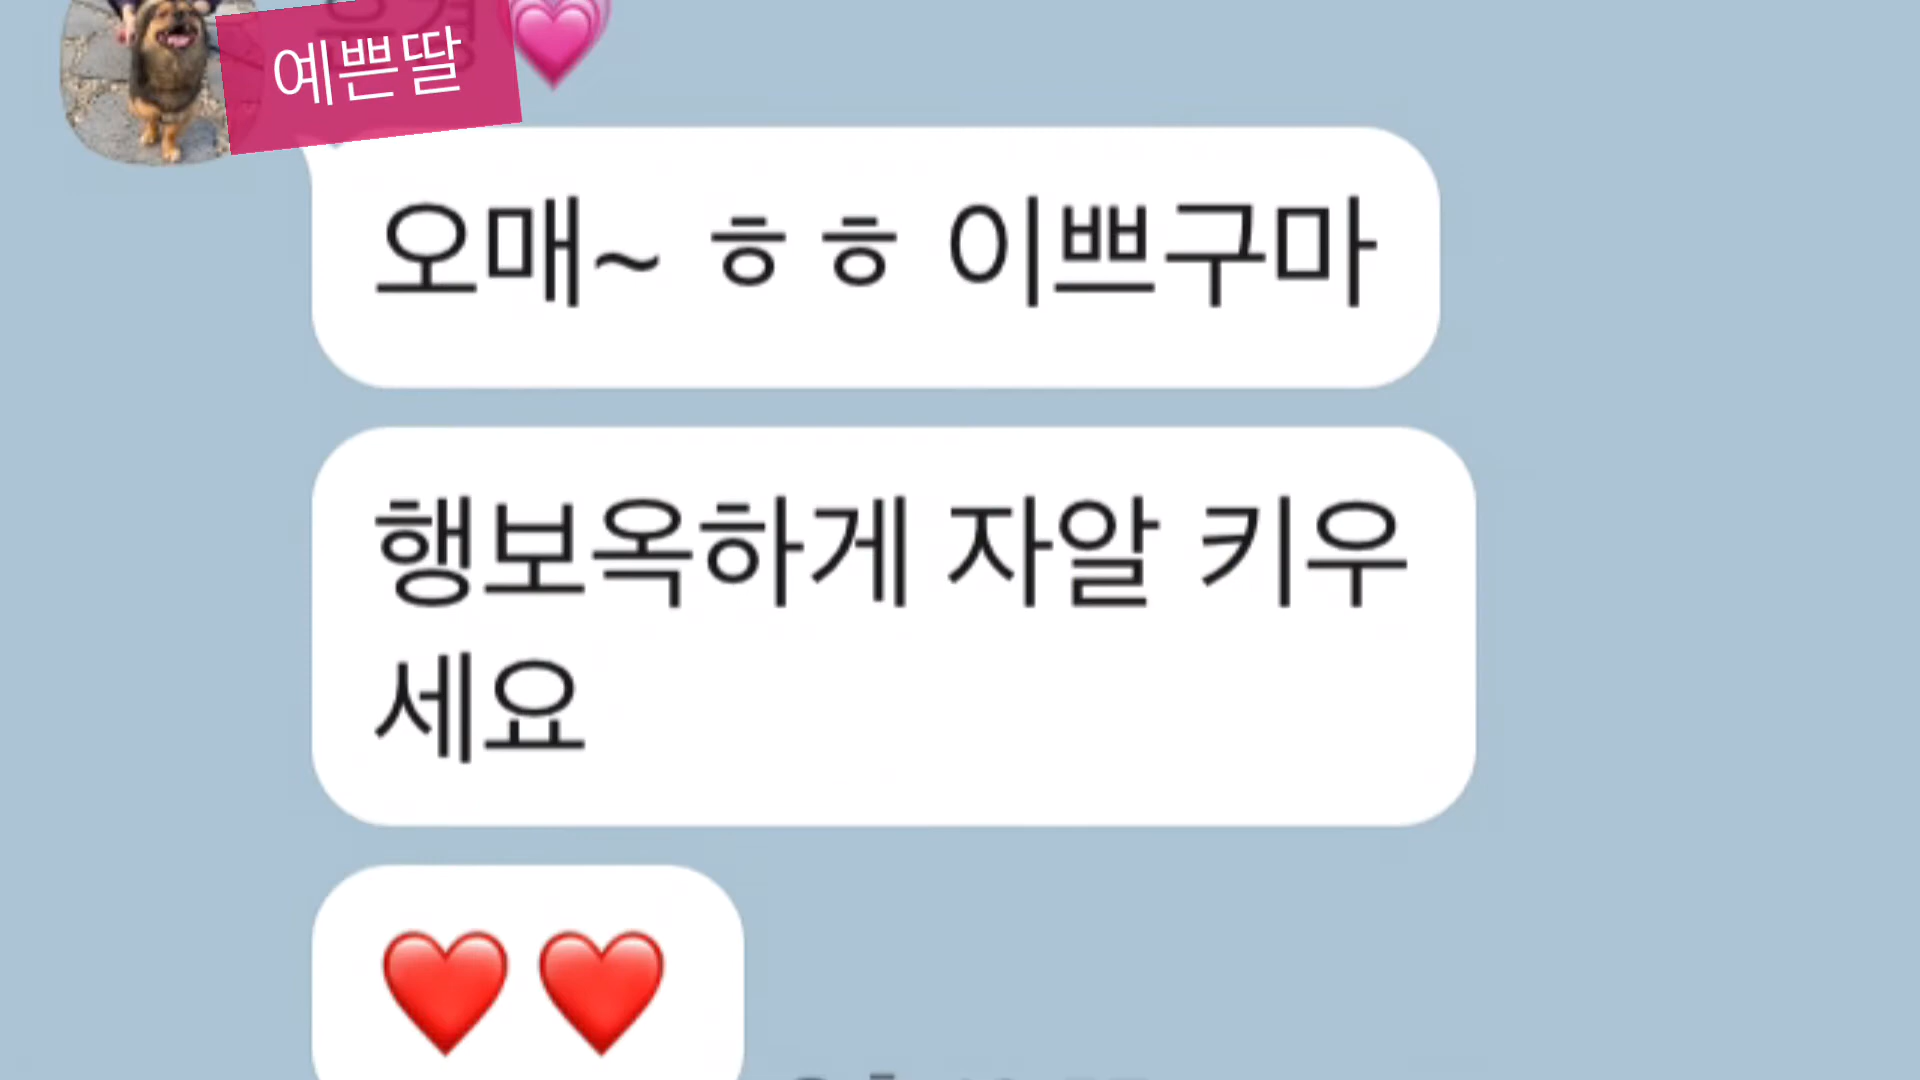 예쁜딸 💗
오매~ ㅎㅎ 이쁘구마
행보옥하게 자알 키우
세요
❤️❤️